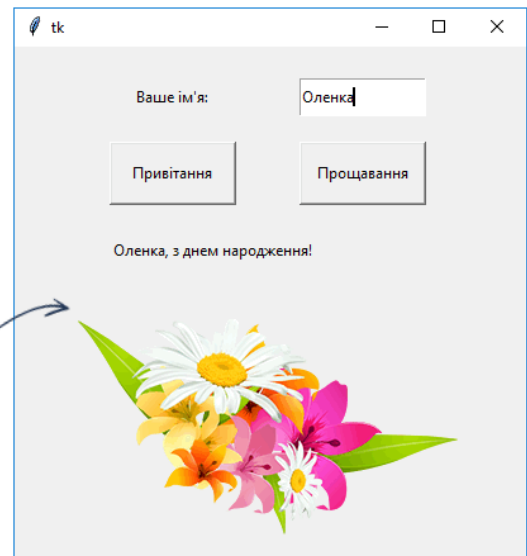 tk
Ваше ім'я:
Оленка
Привітання
Прощавання
Оленка, з днем народження!